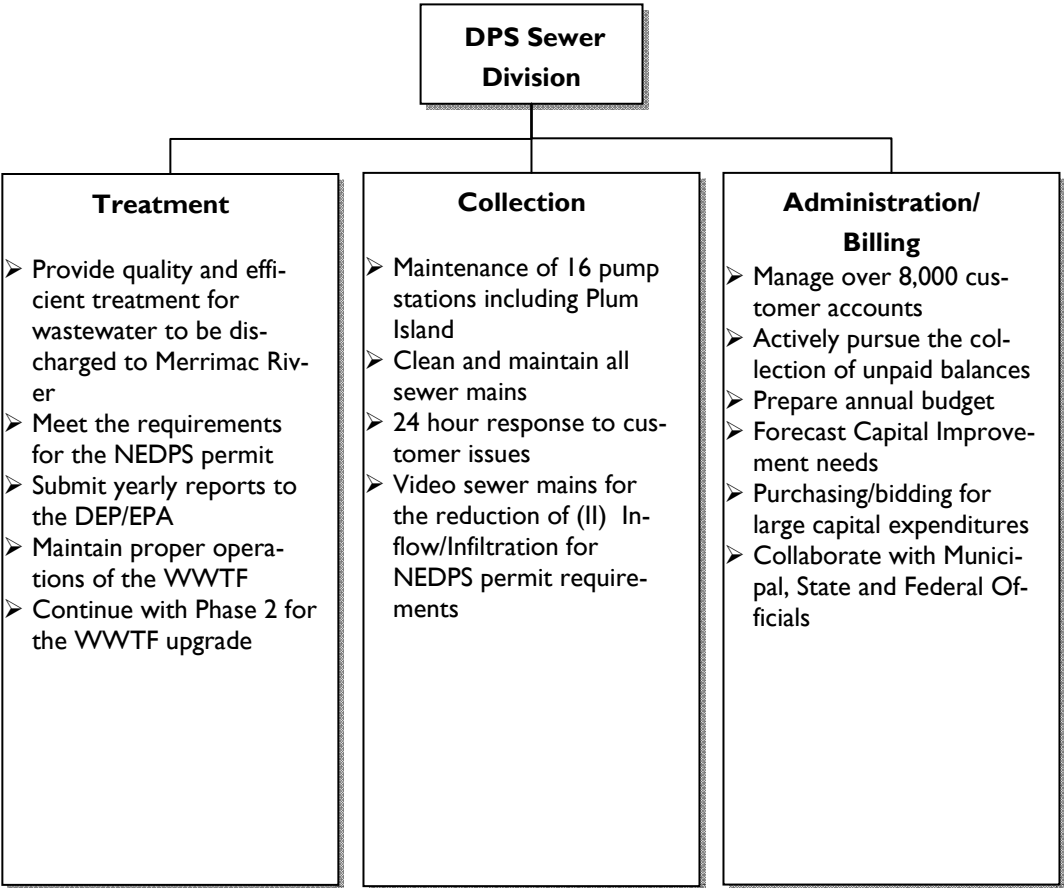 DPS Sewer
Division
Treatment
➢ Provide quality and effi-
cient treatment for
wastewater to be dis-
charged to Merrimac Riv-
er
➢ Meet the requirements
for the NEDPS permit
➢ Submit yearly reports to
the DEP/EPA
➢ Maintain proper opera-
tions of the WWTF
➢ Continue with Phase 2 for
the WWTF upgrade
Collection
➢ Maintenance of 16 pump
stations including Plum
Island
➢ Clean and maintain all
sewer mains
➢ 24 hour response to cus-
tomer issues
➢ Video sewer mains for
the reduction of (II) In-
flow/Infiltration for
NEDPS permit require-
ments
Administration/
Billing
➢ Manage over 8,000 cus-
tomer accounts
➢ Actively pursue the col-
lection of unpaid balances
➢ Prepare annual budget
➢ Forecast Capital Improve-
ment needs
➢ Purchasing/bidding for
large capital expenditures
➢ Collaborate with Munici-
pal, State and Federal Of-
ficials